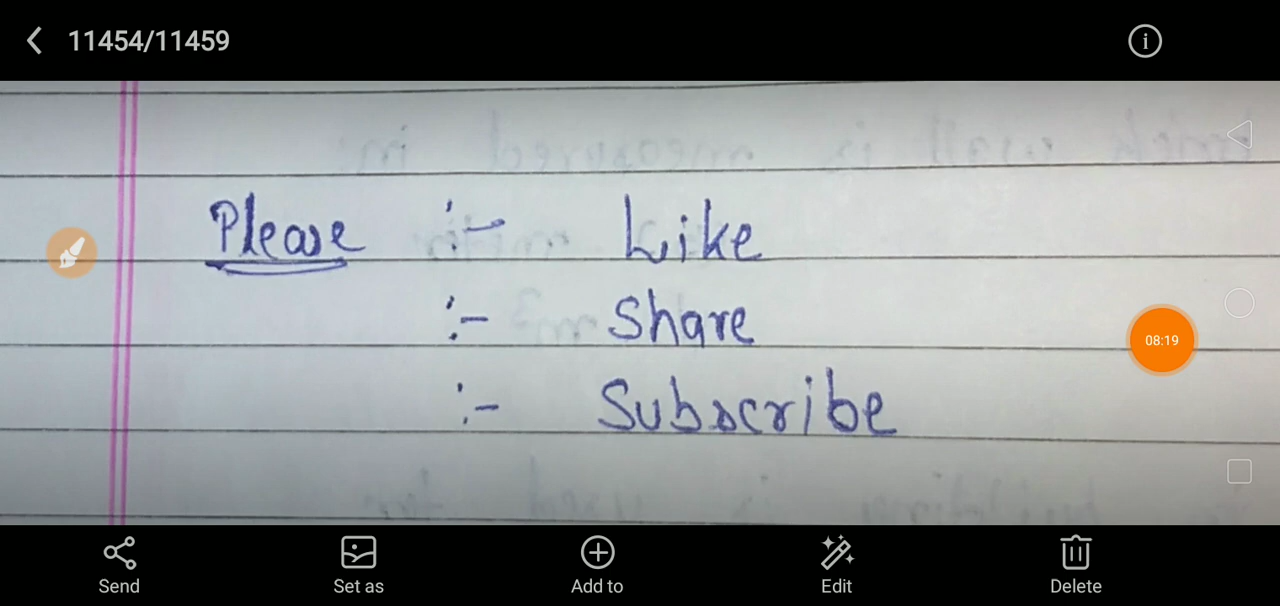 11454/11459
Please :- Like
:- Share
:- Subscribe
08:19
Send Set as Add to Edit Delete